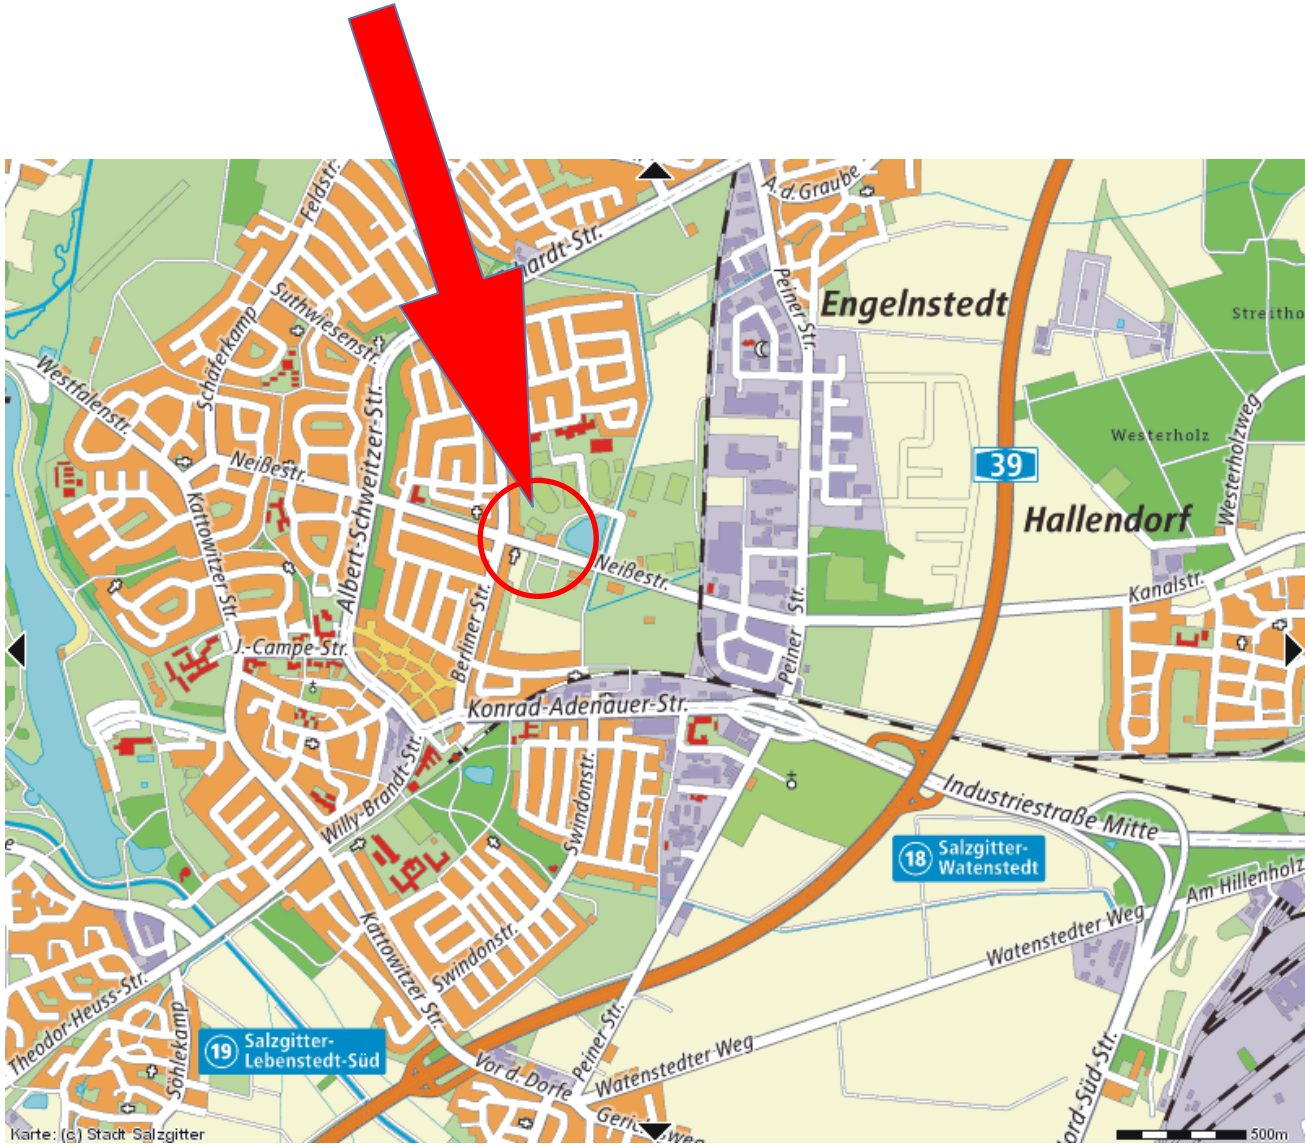 Feldstr.
A.d. Graube
hardt-Str.
Suthwiesenstr.
Peiner Str.
Engelnstedt
Schäferkamp
Westfalenstr.
Albert-Schweitzer-Str.
Westerholz
Westerholzweg
Neißestr.
39
Hallendorf
Kattowitzer Str.
Neißestr.
Kanalstr.
Berliner Str.
Peiner Str.
J.-Campe-Str.
Konrad-Adenauer-Str.
Willy-Brandt-Str.
Swindonstr.
Industriestraße Mitte
18 Salzgitter-
Watenstedt
Am Hillenholz
Kattowitzer Str.
Swindonstr.
Watenstedter Weg
Theodor-Heuss-Str.
Söhlekamp
19 Salzgitter-
Lebenstedt-Süd
Peiner Str.
Vor d. Dorfe
Watenstedter Weg
ord-Süd-Str.
Karte: (c) Stadt Salzgitter
500m